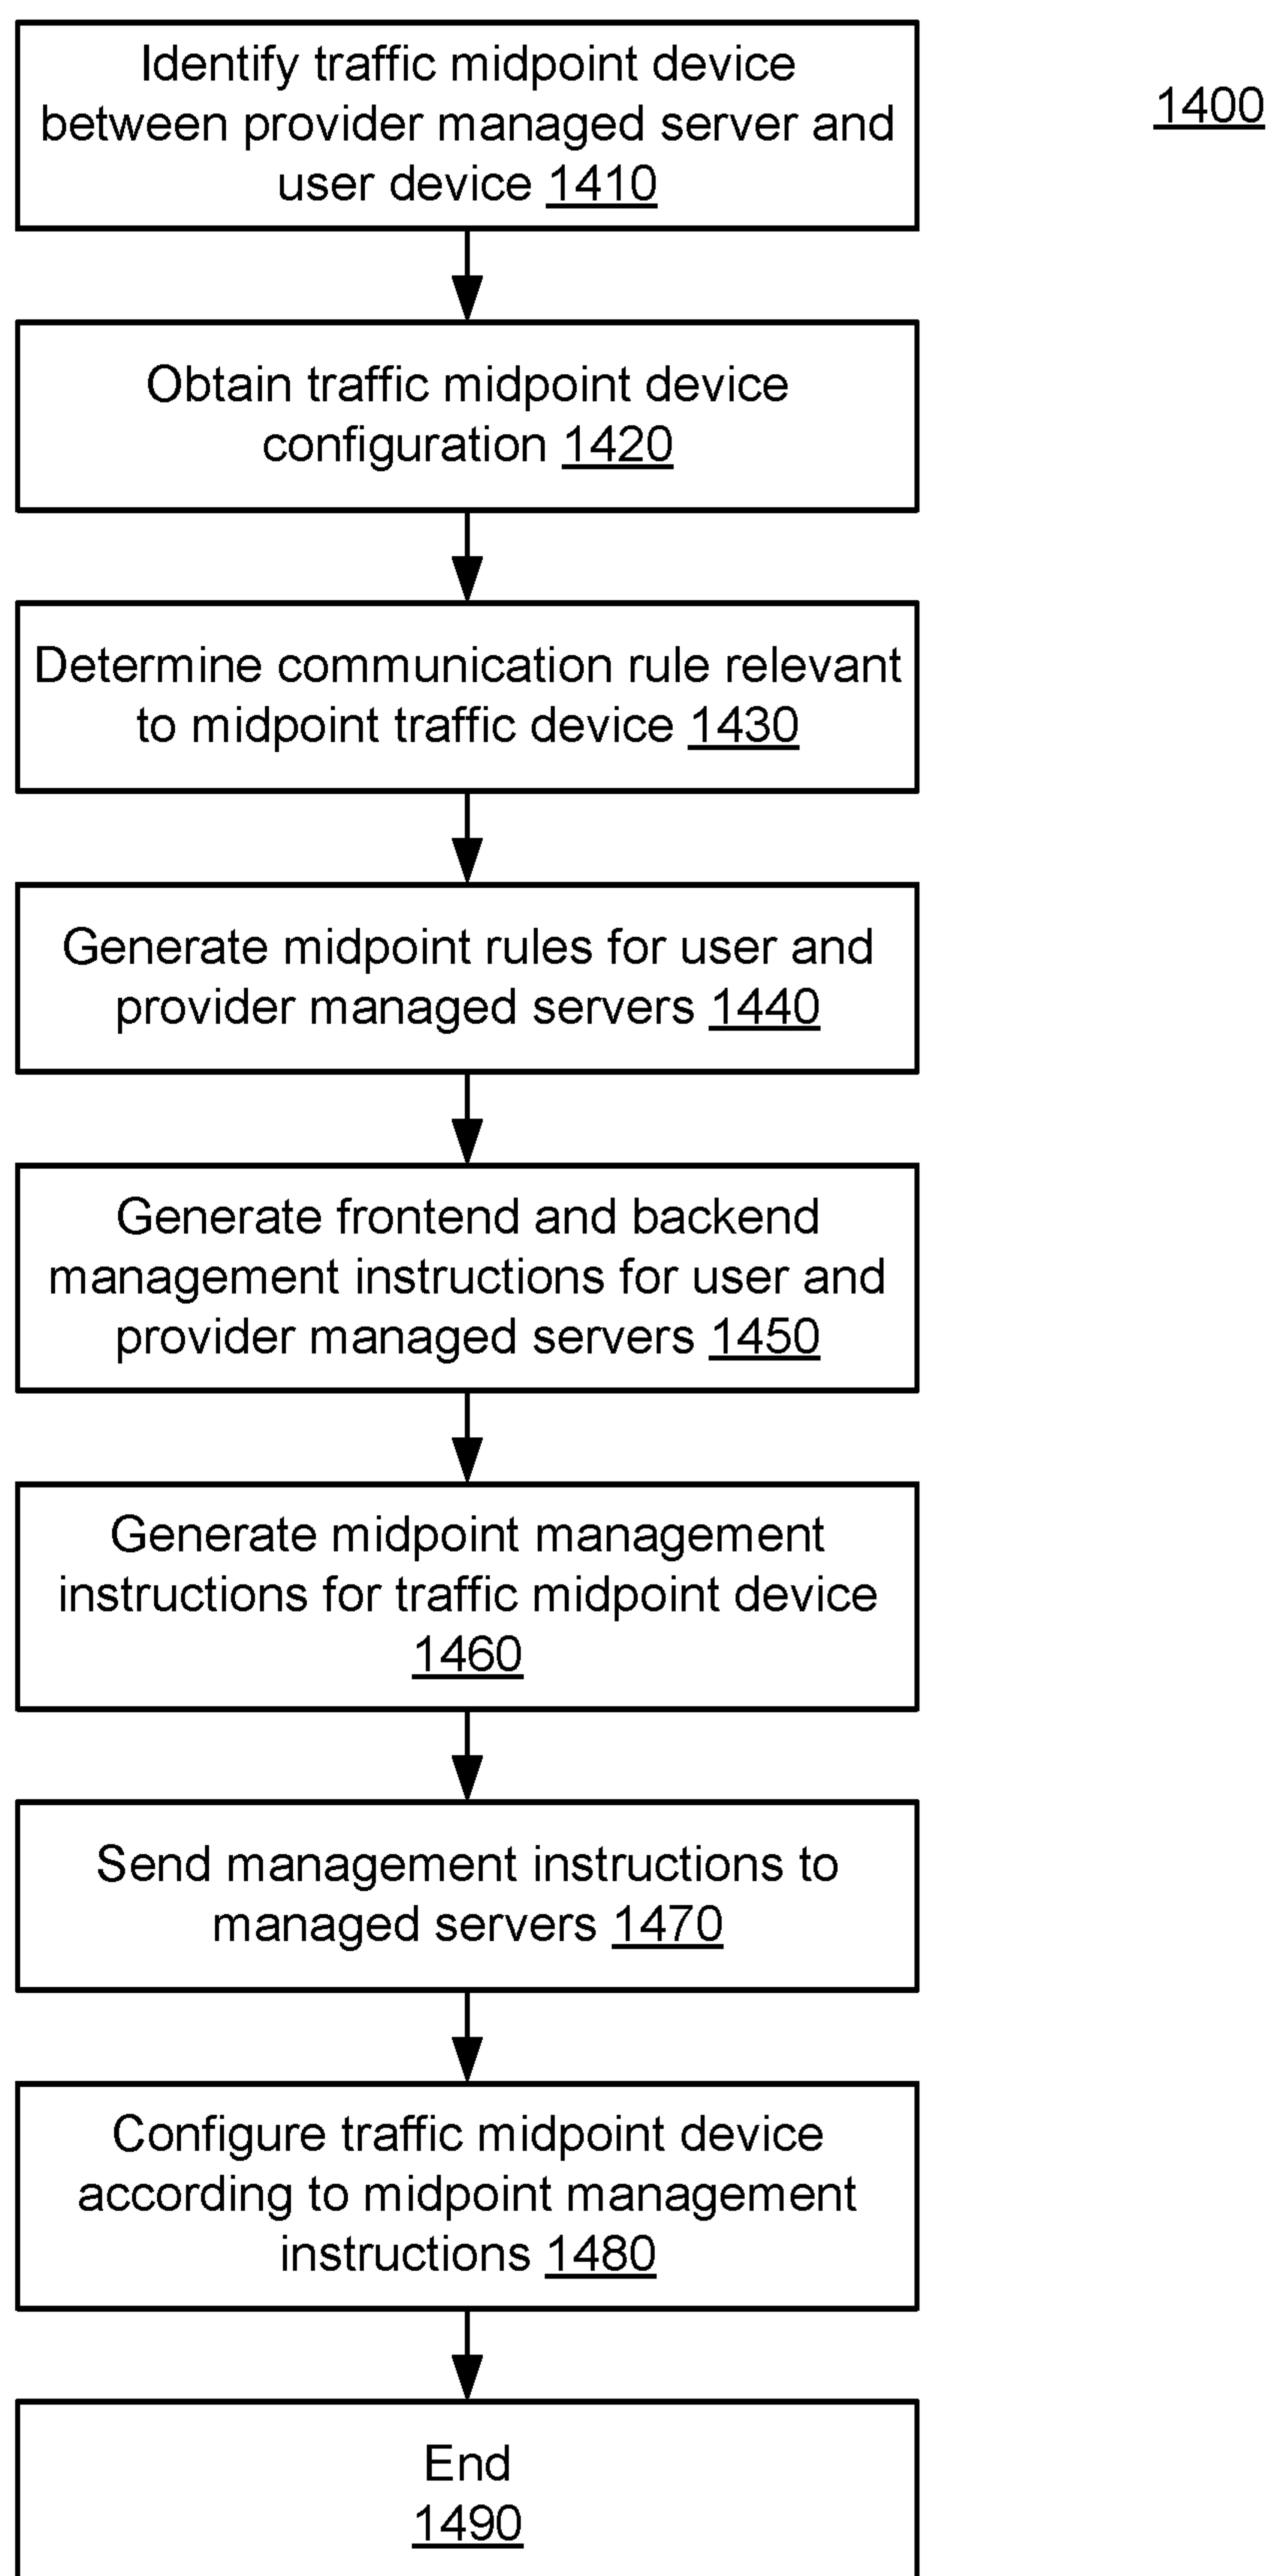 Identify traffic midpoint device
between provider managed server and
user device 1410
1400
Obtain traffic midpoint device
configuration 1420
Determine communication rule relevant
to midpoint traffic device 1430
Generate midpoint rules for user and
provider managed servers 1440
Generate frontend and backend
management instructions for user and
provider managed servers 1450
Generate midpoint management
instructions for traffic midpoint device
1460
Send management instructions to
managed servers 1470
Configure traffic midpoint device
according to midpoint management
instructions 1480
End
1490